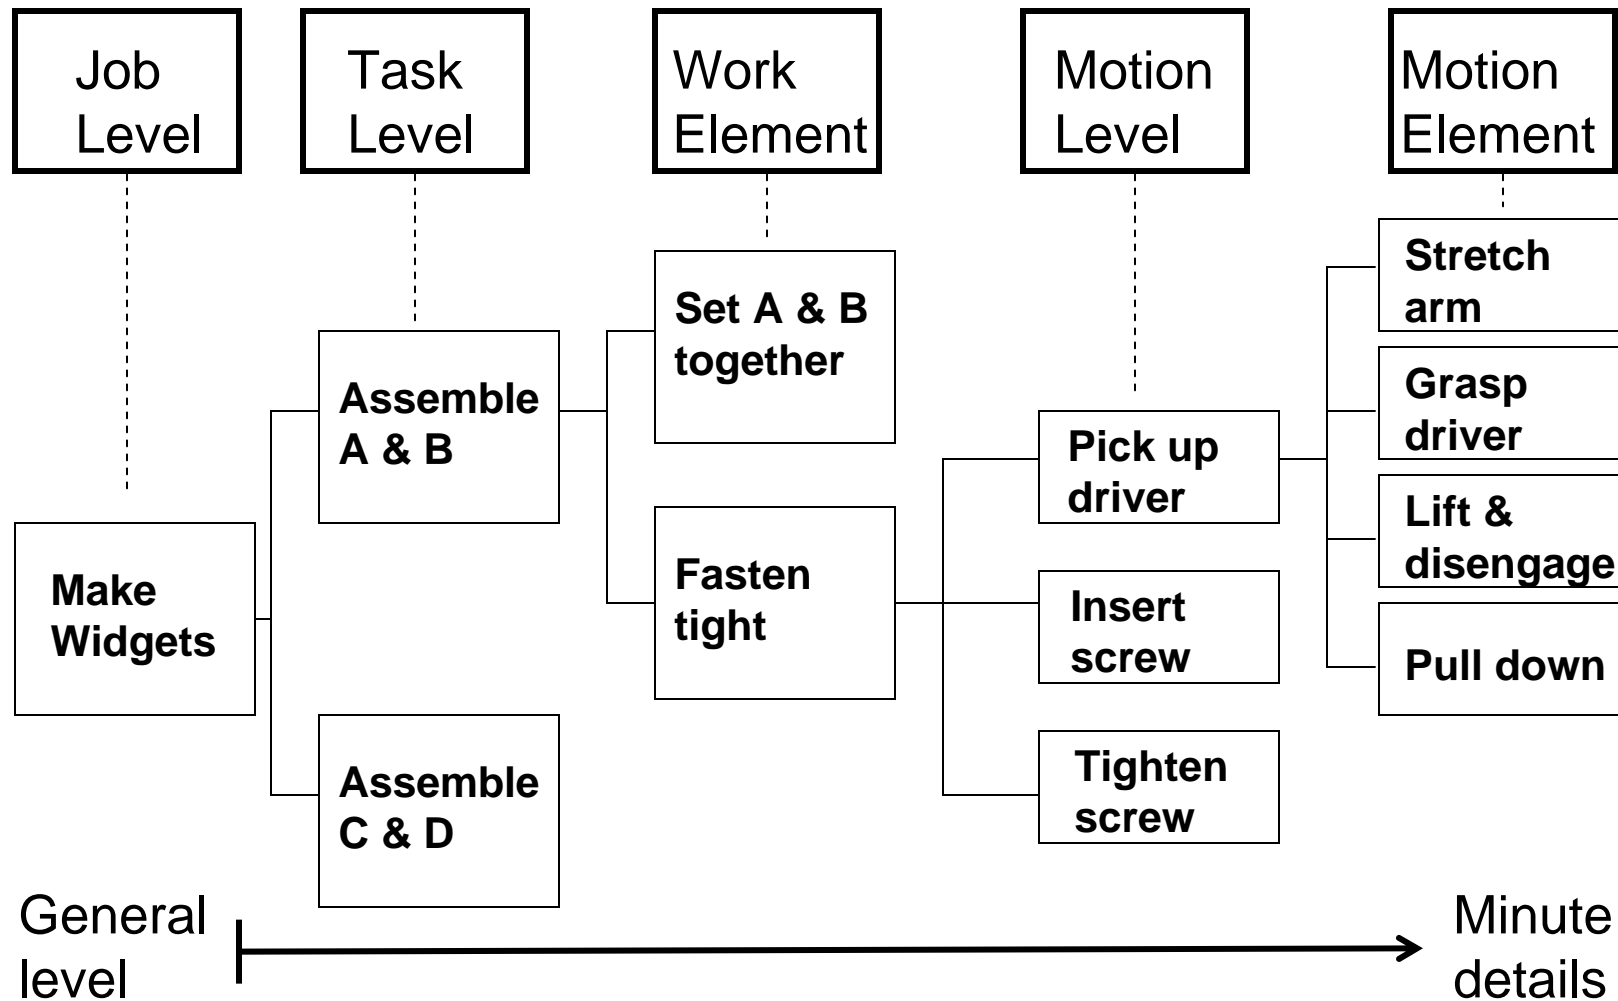 Job
Level
Task
Level
Work
Element
Motion
Level
Motion
Element
Make
Widgets
Assemble
A & B
Assemble
C & D
Set A & B
together
Fasten
tight
Pick up
driver
Insert
screw
Tighten
screw
Stretch
arm
Grasp
driver
Lift &
disengage
Pull down
General
level
Minute
details